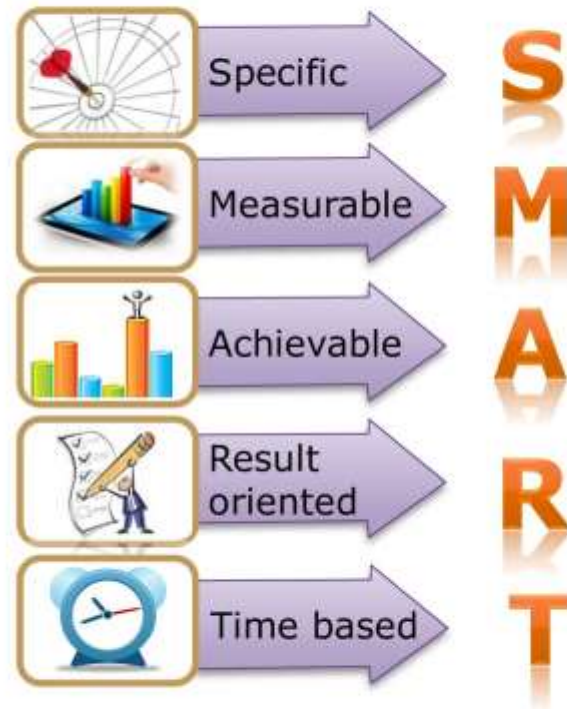 Specific
S
Measurable
M
Achievable
A
Result
oriented
R
Time based
T